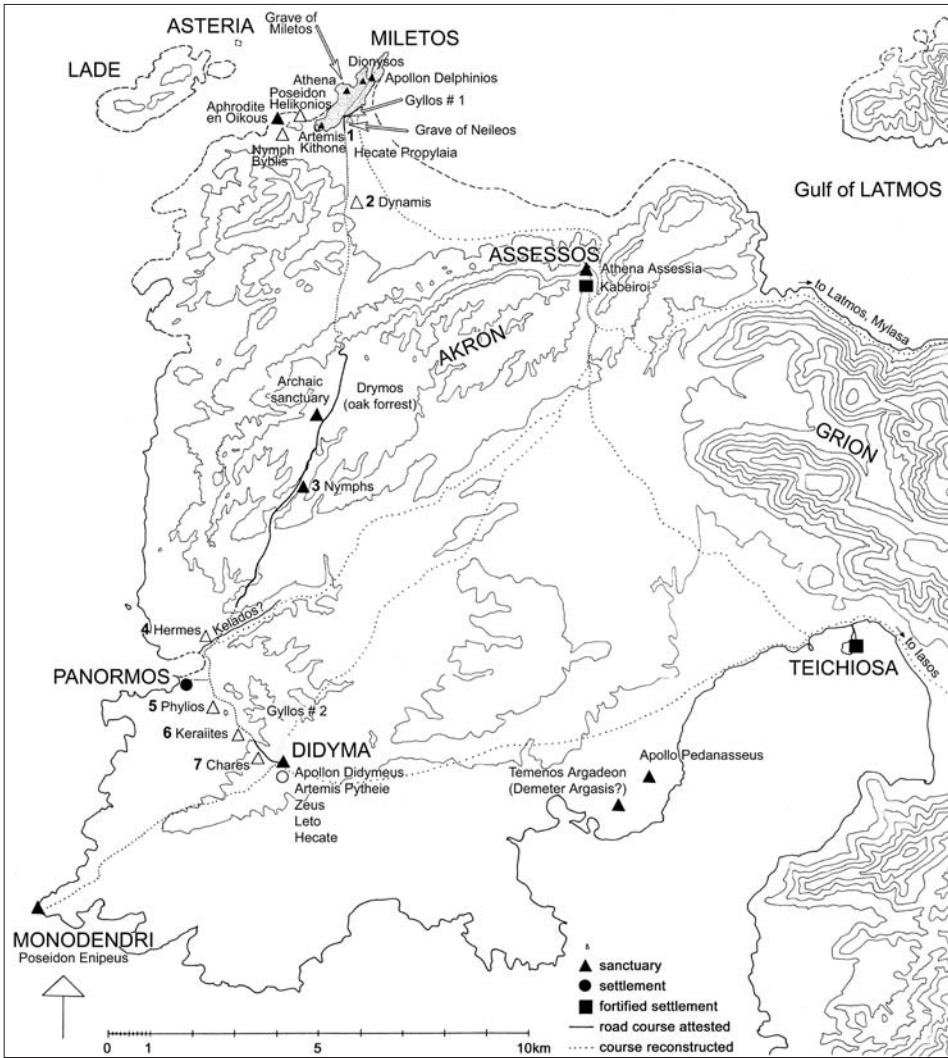 ASTERIA
Grave of
Miletos
MILETOS
LADE
Dionysos
Athena
Apollon Delphinios
Poseidon
Helikonios
Gyllos # 1
Aphrodite
en Oikous
Grave of Neileos
Artemis
Kithone
1
Hecate Propylaia
Nymph
Byblis
2 Dynamis
Gulf of LATMOS
ASSESSOS
Athena Assessia
Kabeiroi
to Latmos, Mylasa
AKRON
Archaic
sanctuary
Drymos
(oak forrest)
GRION
3 Nymphs
4 Hermes
Kelados?
to Iasos
PANORMOS
TEICHIOSA
5 Phylios
Gyllos # 2
6 Keraiites
7 Chares
DIDYMA
Apollon Didymeus
Artemis Pytheie
Zeus
Leto
Hecate
Apollo Pedanasseus
Temenos Argadeon
(Demeter Argasis?)
MONODENDRI
Poseidon Enipeus
sanctuary
settlement
fortified settlement
road course attested
course reconstructed
0 1 5 10km